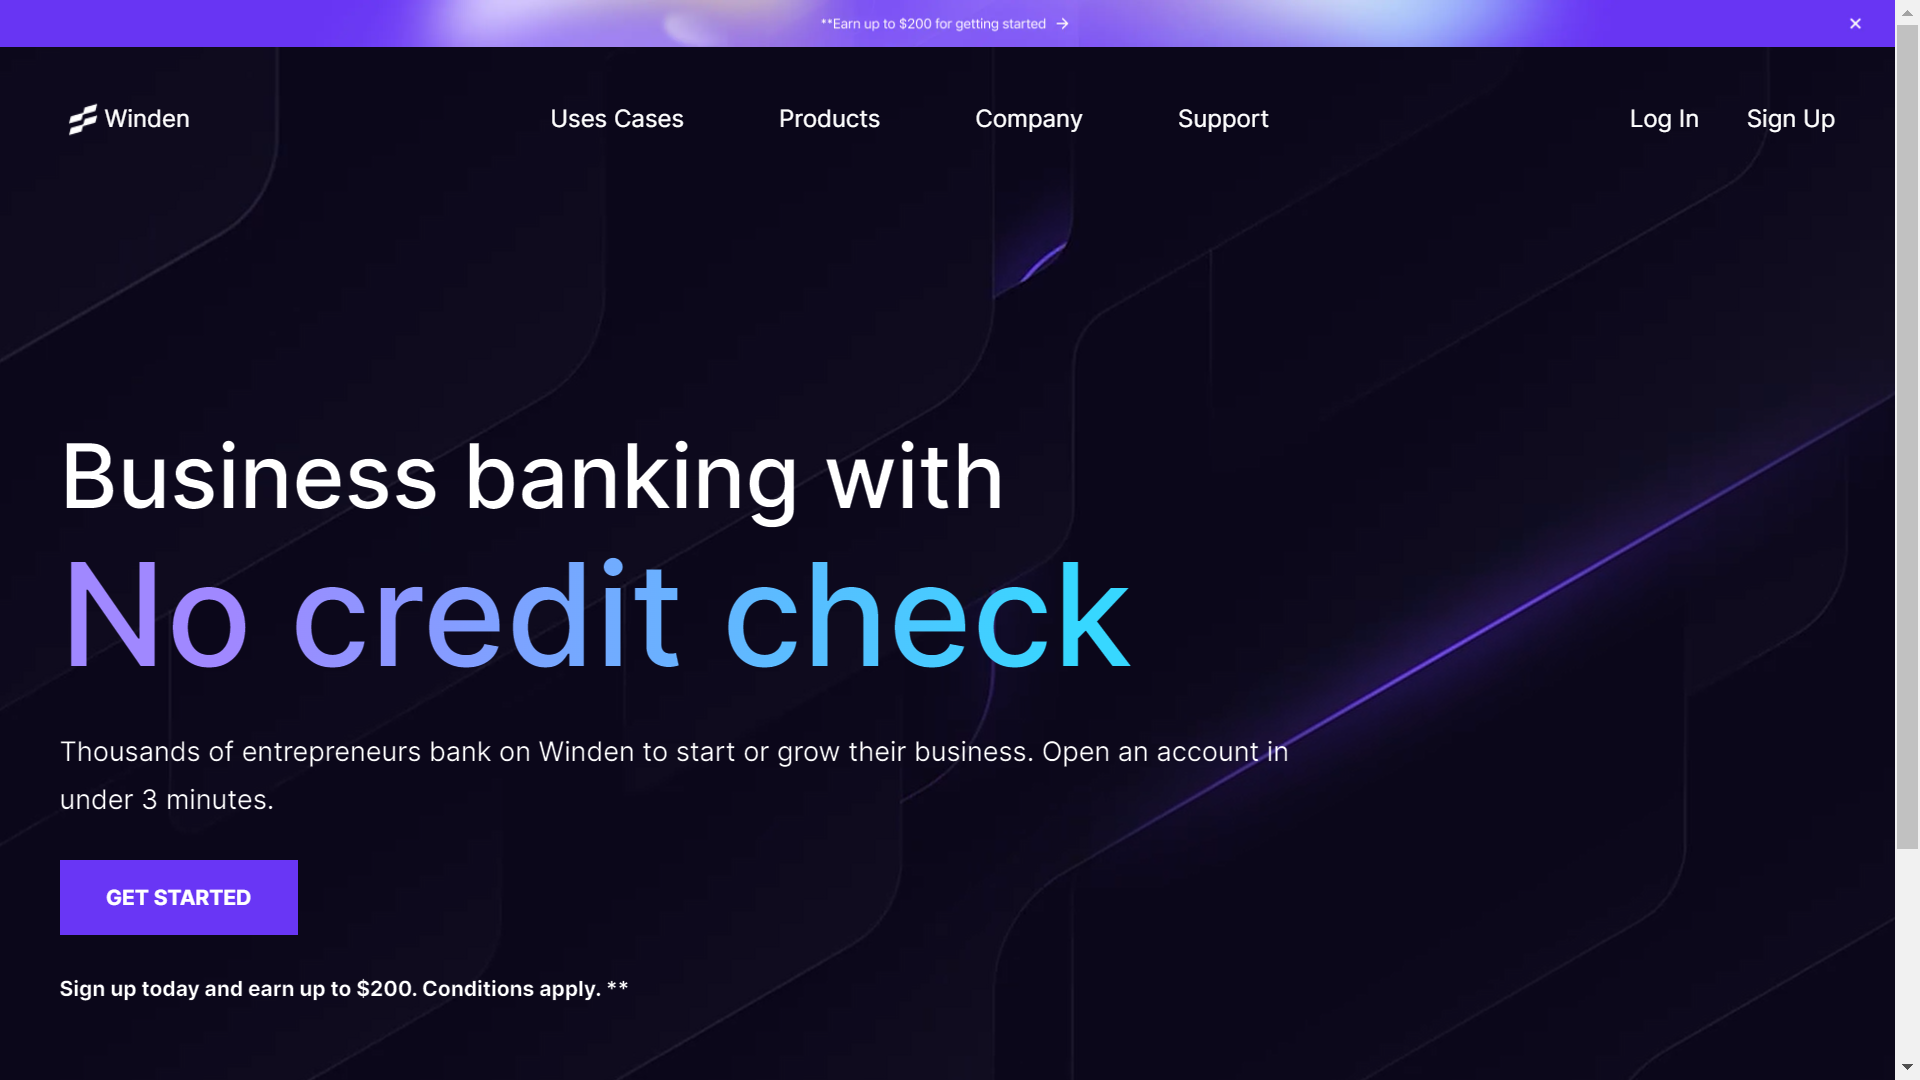 **Earn up to $200 for getting started
Winden
Uses Cases
Products
Company
Support
Log In
Sign Up
Business banking with
No credit check
Thousands of entrepreneurs bank on Winden to start or grow their business. Open an account in
under 3 minutes.
GET STARTED
Sign up today and earn up to $200. Conditions apply. **